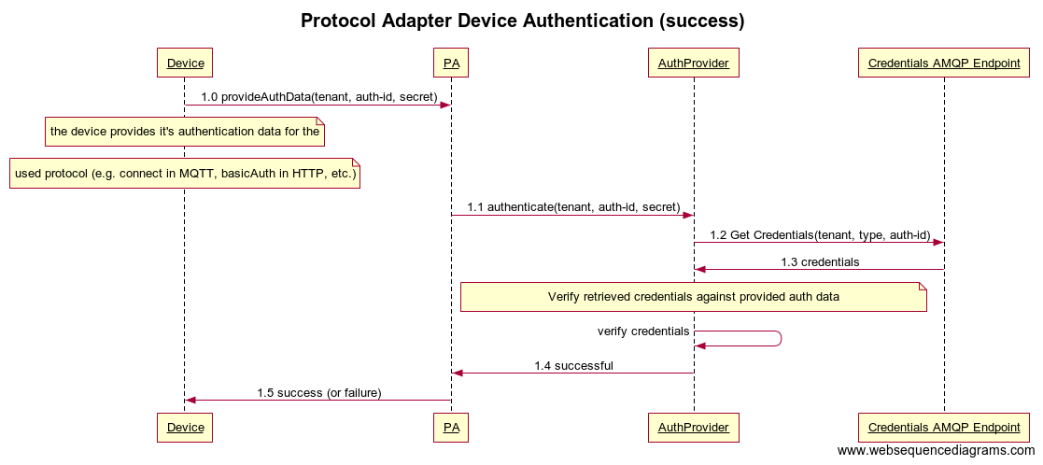 Protocol Adapter Device Authentication (success)
Device
PA
AuthProvider
Credentials AMQP Endpoint
1.0 provideAuthData(tenant, auth-id, secret)
the device provides it's authentication data for the
used protocol (e.g. connect in MQTT, basicAuth in HTTP, etc.)
1.1 authenticate(tenant, auth-id, secret)
1.2 Get Credentials(tenant, type, auth-id)
1.3 credentials
Verify retrieved credentials against provided auth data
verify credentials
1.4 successful
1.5 success (or failure)
Device
PA
AuthProvider
Credentials AMQP Endpoint
www.websequencediagrams.com